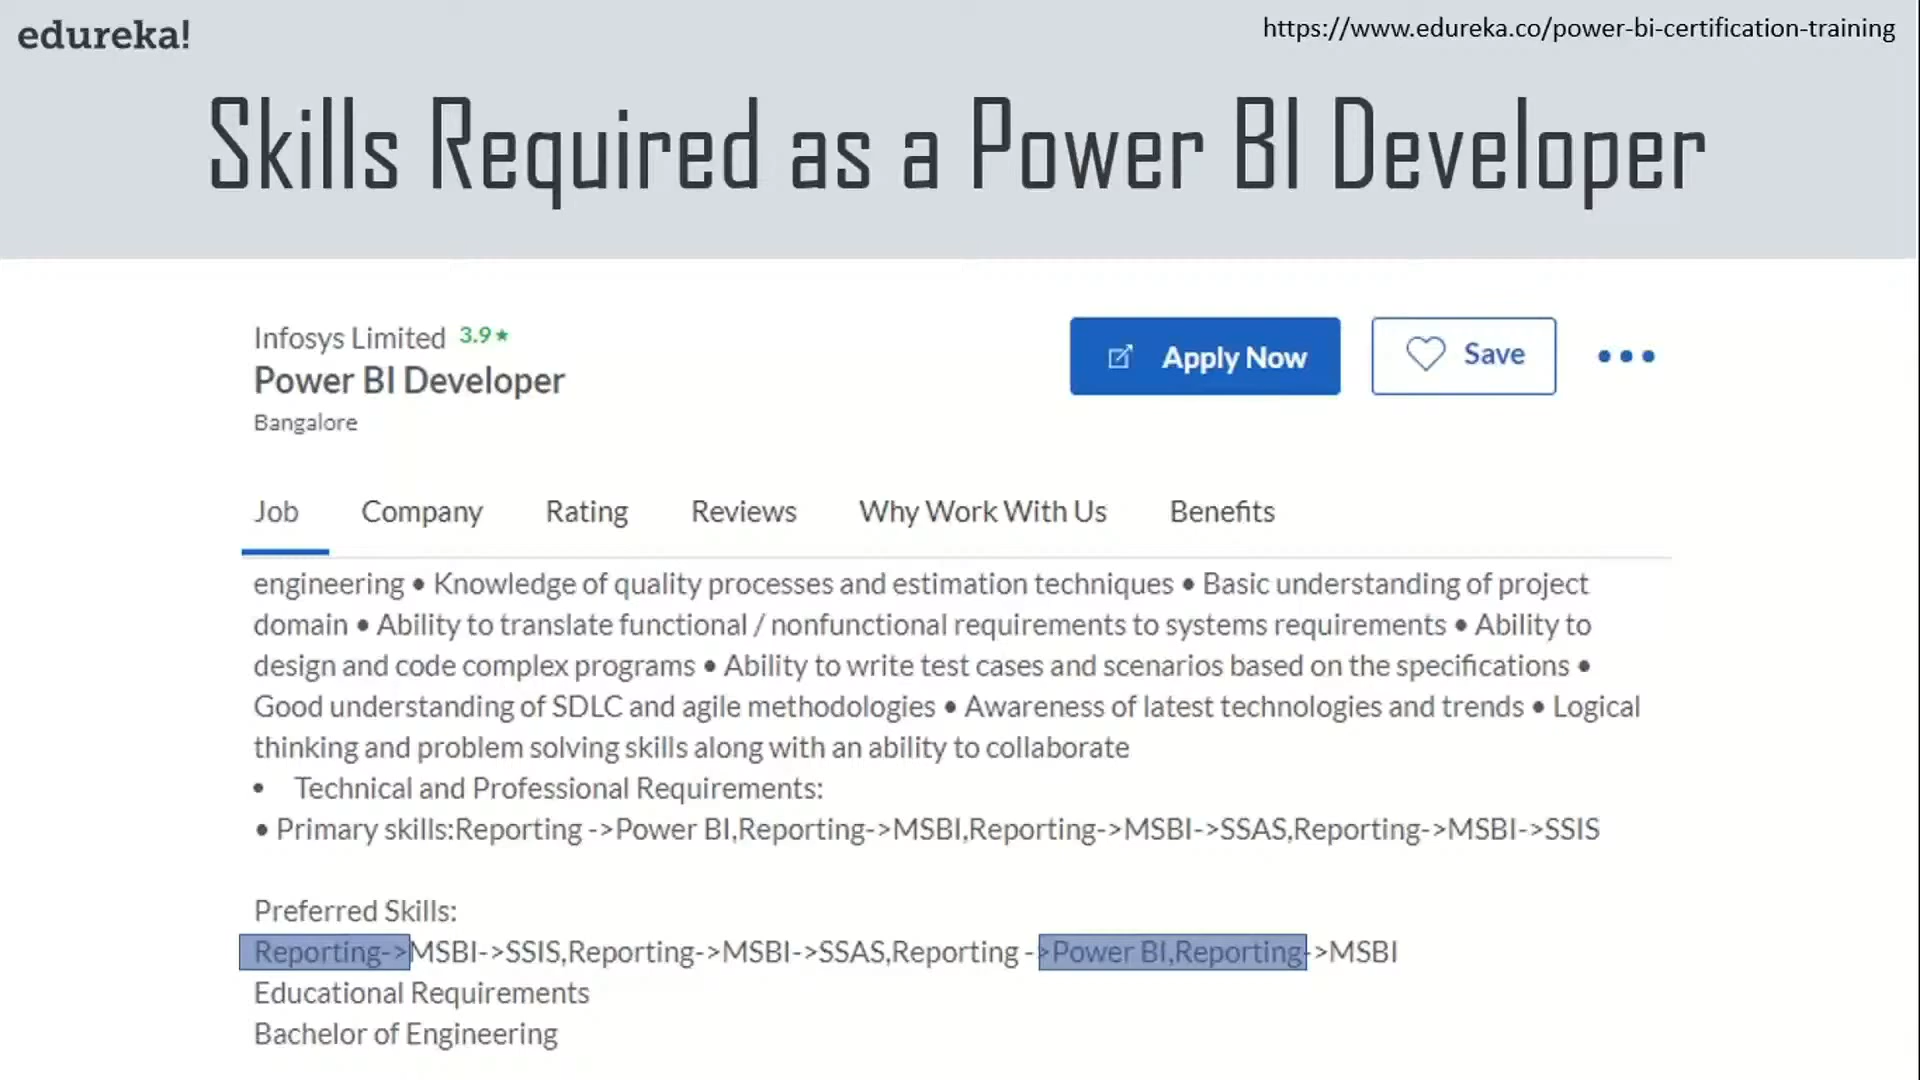 edureka!
https://www.edureka.co/power-bi-certification-training
Skills Required as a Power BI Developer
Infosys Limited 3.9 ★
Power BI Developer
Bangalore
Apply Now
Save
Job Company Rating Reviews Why Work With Us Benefits
engineering • Knowledge of quality processes and estimation techniques • Basic understanding of project
domain • Ability to translate functional / nonfunctional requirements to systems requirements • Ability to
design and code complex programs • Ability to write test cases and scenarios based on the specifications •
Good understanding of SDLC and agile methodologies • Awareness of latest technologies and trends • Logical
thinking and problem solving skills along with an ability to collaborate
• Technical and Professional Requirements:
• Primary skills:Reporting ->Power BI,Reporting->MSBI,Reporting->MSBI->SSAS,Reporting->MSBI->SSIS
Preferred Skills:
Reporting->MSBI->SSIS,Reporting->MSBI->SSAS,Reporting ->Power BI,Reporting->MSBI
Educational Requirements
Bachelor of Engineering